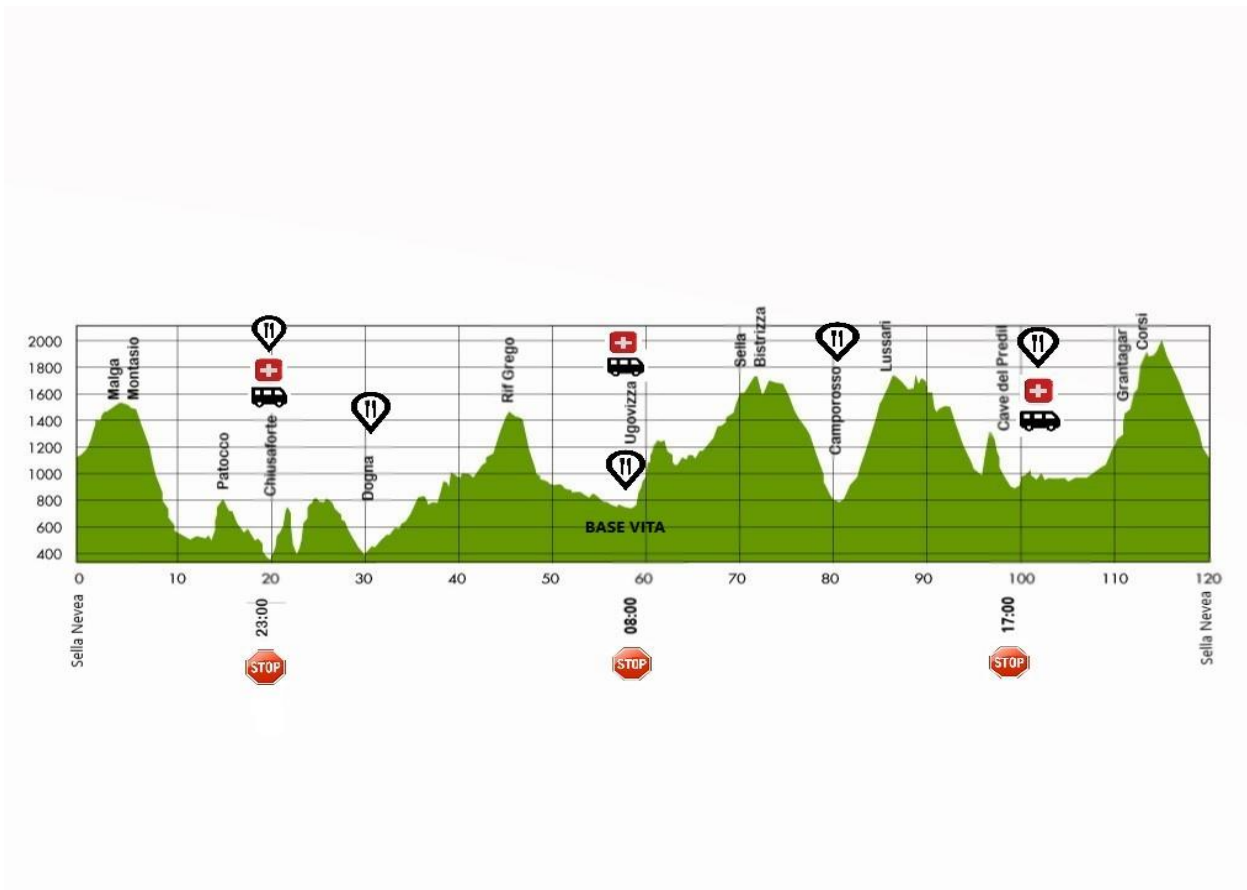 2000
1800
1600
1400
1200
1000
800
600
400
Malga
Montasio
Patocco
Chiusaforte
Dogna
Rif Grego
Ugovizza
BASE VITA
Sella
Bistrizza
Camporosso
Lussari
Cave del Predil
Grantagar
Corsi
0 10 20 30 40 50 60 70 80 90 100 110 120
Sella Nevea
23:00
STOP
08:00
STOP
17:00
STOP
Sella Nevea